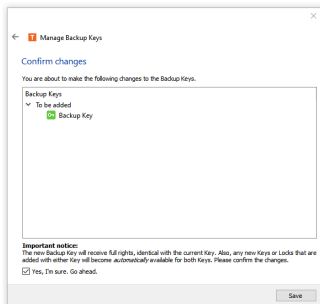 Manage Backup Keys
Confirm changes
You are about to make the following changes to the Backup Keys.
Backup Keys
To be added
Backup Key
Important notice:
The new Backup Key will receive full rights, identical with the current Key. Also, any new Keys or Locks that are
added with either Key will become automatically available for both Keys. Please confirm the changes.
Yes, I'm sure. Go ahead.
Save